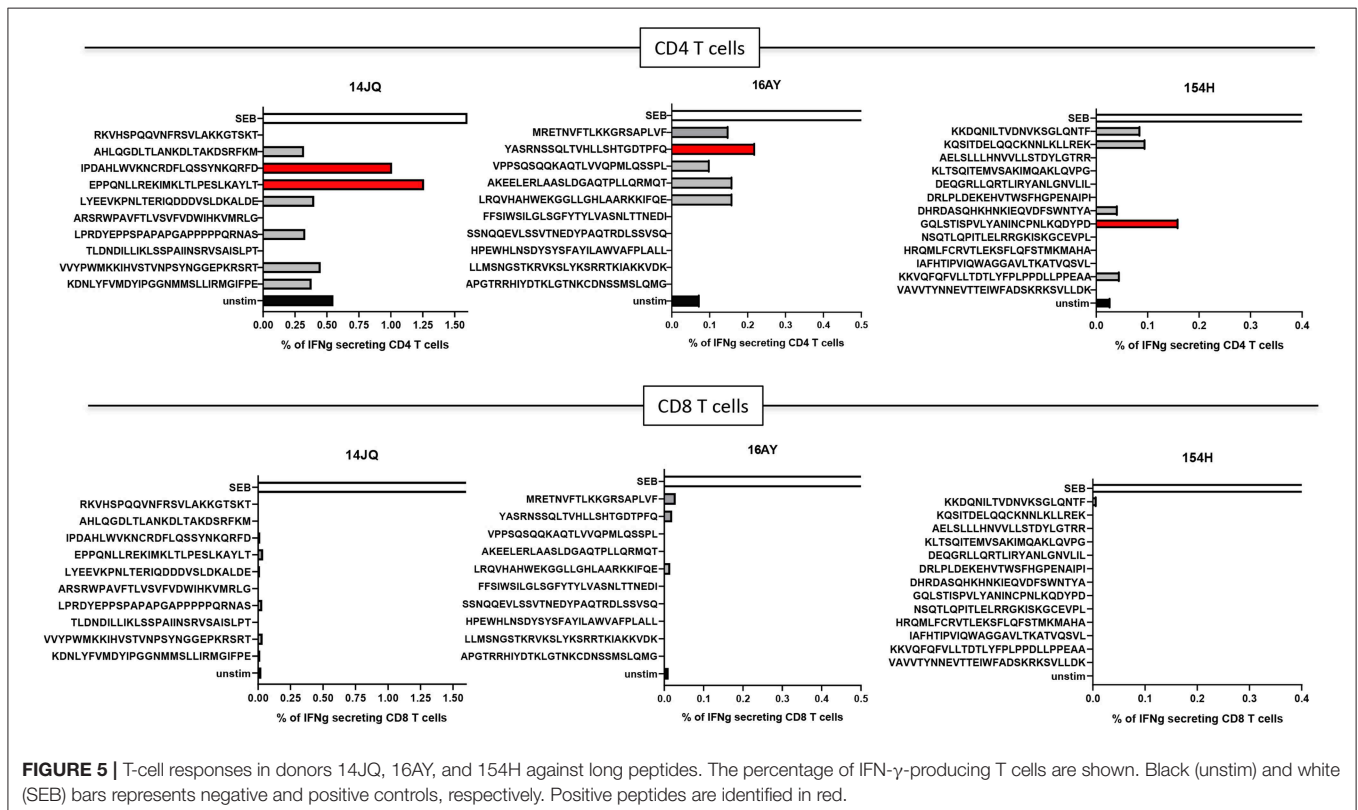 CD4 T cells
14JQ
SEB
RKVHSPQQVNFRSVLAKKGTSKT
AHLQGDLTLANKDLTAKDSRFKM
IPDAHLWVKNCRDFLQSSYNKQRFD
EPPQNLLREKIMKLTLPESLKAYLT
LYEEVKPNLTERIQDDDVSLDKALDE
ARSRWPAVFTLVSVFVDWIHKVMRLG
LPRDYEPPSPAPAPGAPPPPPQRNAS
TLDNDILLIKLSSPAIINSRVSAISLPT
VVYPWMKKIHVSTVNPSYNGGEPKRSRT
KDNLYFVMDYIPGGNMMSLLIRMGIFPE
unstim
0.00 0.25 0.50 0.75 1.00 1.25 1.50
% of IFNg secreting CD4 T cells
16AY
SEB
MRETNVFTLKKGRSAPLVF
YASRNSSQLTVHLLSHTGDTPFQ
VPPSQSQQKAQTLVVQPMLQSSPL
AKEELERLAASLDGAQTPLLQRMQT
LRQVHAHWEKGGLLGHLAARKKIFQE
FFSIWSILGLSGFYTYLVASNLTTNEDI
SSNQQEVLSSVTNEDYPAQTRDLSSVSQ
HPEWHLNSDYSYSFAYILAWVAFPLALL
LLMSNGSTKRVKSLYKSRRTKIAKKVDK
APGTRRHIYDTKLGTNKCDNSSMSLQMG
unstim
0.0 0.1 0.2 0.3 0.4 0.5
% of IFNg secreting CD4 T cells
154H
SEB
KKDQNILTVDNVKSGLQNTF
KQSITDELQQCKNNLKLLREK
AELSLLLHNVVLLSTDYLGTRR
KLTSQITEMVSAKIMQAKLQVPG
DEQGRLLQRTLIRYANLGNVLIL
DRLPLDEKEHVTWSFHGPENAIPI
DHRDASQHKHNKIEQVDFSWNTYA
GQLSTISPVLYANINCPNLKQDYPD
NSQTLQPITLELRRGKISKGCEVPL
HRQMLFCRVTLEKSFLQFSTMKMAHA
IAFHTIPVIQWAGGAVLTKATVQSVL
KKVQFQFVLLTDTLYFPLPPDLLPPEAA
VAVVTYNNEVTTEIWFADSKRKSVLLDK
unstim
0.0 0.1 0.2 0.3 0.4
% of IFNg secreting CD4 T cells
CD8 T cells
14JQ
SEB
RKVHSPQQVNFRSVLAKKGTSKT
AHLQGDLTLANKDLTAKDSRFKM
IPDAHLWVKNCRDFLQSSYNKQRFD
EPPQNLLREKIMKLTLPESLKAYLT
LYEEVKPNLTERIQDDDVSLDKALDE
ARSRWPAVFTLVSVFVDWIHKVMRLG
LPRDYEPPSPAPAPGAPPPPPQRNAS
TLDNDILLIKLSSPAIINSRVSAISLPT
VVYPWMKKIHVSTVNPSYNGGEPKRSRT
KDNLYFVMDYIPGGNMMSLLIRMGIFPE
unstim
0.00 0.25 0.50 0.75 1.00 1.25 1.50
% of IFNg secreting CD8 T cells
16AY
SEB
MRETNVFTLKKGRSAPLVF
YASRNSSQLTVHLLSHTGDTPFQ
VPPSQSQQKAQTLVVQPMLQSSPL
AKEELERLAASLDGAQTPLLQRMQT
LRQVHAHWEKGGLLGHLAARKKIFQE
FFSIWSILGLSGFYTYLVASNLTTNEDI
SSNQQEVLSSVTNEDYPAQTRDLSSVSQ
HPEWHLNSDYSYSFAYILAWVAFPLALL
LLMSNGSTKRVKSLYKSRRTKIAKKVDK
APGTRRHIYDTKLGTNKCDNSSMSLQMG
unstim
0.0 0.1 0.2 0.3 0.4 0.5
% of IFNg secreting CD8 T cells
154H
SEB
KKDQNILTVDNVKSGLQNTF
KQSITDELQQCKNNLKLLREK
AELSLLLHNVVLLSTDYLGTRR
KLTSQITEMVSAKIMQAKLQVPG
DEQGRLLQRTLIRYANLGNVLIL
DRLPLDEKEHVTWSFHGPENAIPI
DHRDASQHKHNKIEQVDFSWNTYA
GQLSTISPVLYANINCPNLKQDYPD
NSQTLQPITLELRRGKISKGCEVPL
HRQMLFCRVTLEKSFLQFSTMKMAHA
IAFHTIPVIQWAGGAVLTKATVQSVL
KKVQFQFVLLTDTLYFPLPPDLLPPEAA
VAVVTYNNEVTTEIWFADSKRKSVLLDK
unstim
0.0 0.1 0.2 0.3 0.4
% of IFNg secreting CD8 T cells
FIGURE 5 | T-cell responses in donors 14JQ, 16AY, and 154H against long peptides. The percentage of IFN-γ-producing T cells are shown. Black (unstim) and white
(SEB) bars represents negative and positive controls, respectively. Positive peptides are identified in red.